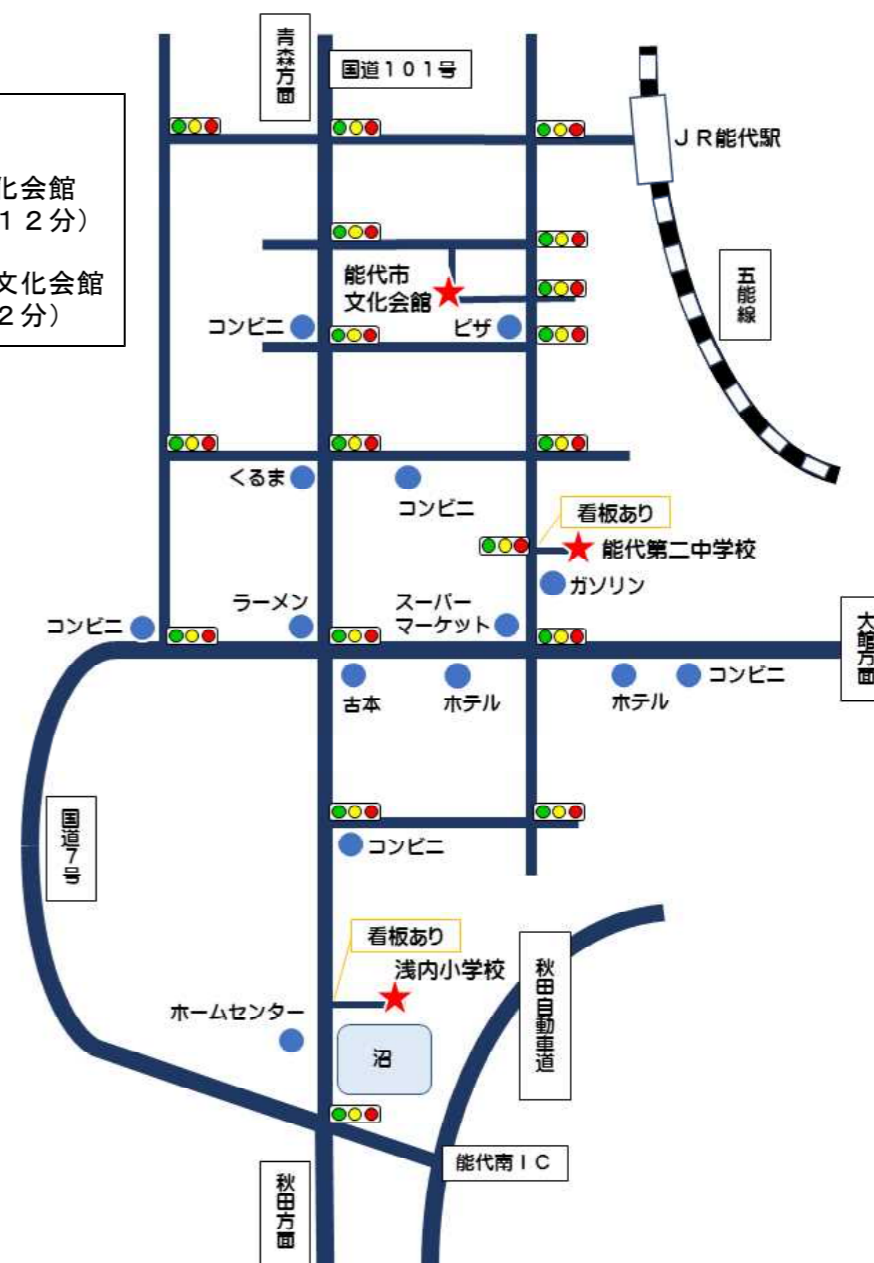 青森方面
国道１０１号
ＪＲ能代駅
化会館
１２分）
文化会館
２分）
能代市
文化会館
五能線
コンビニ
ピザ
くるま
コンビニ
看板あり
能代第二中学校
ガソリン
コンビニ
ラーメン
スーパー
マーケット
大館方面
古本
ホテル
ホテル
コンビニ
国道７号
コンビニ
看板あり
浅内小学校
秋田自動車道
ホームセンター
沼
能代南ＩＣ
秋田方面